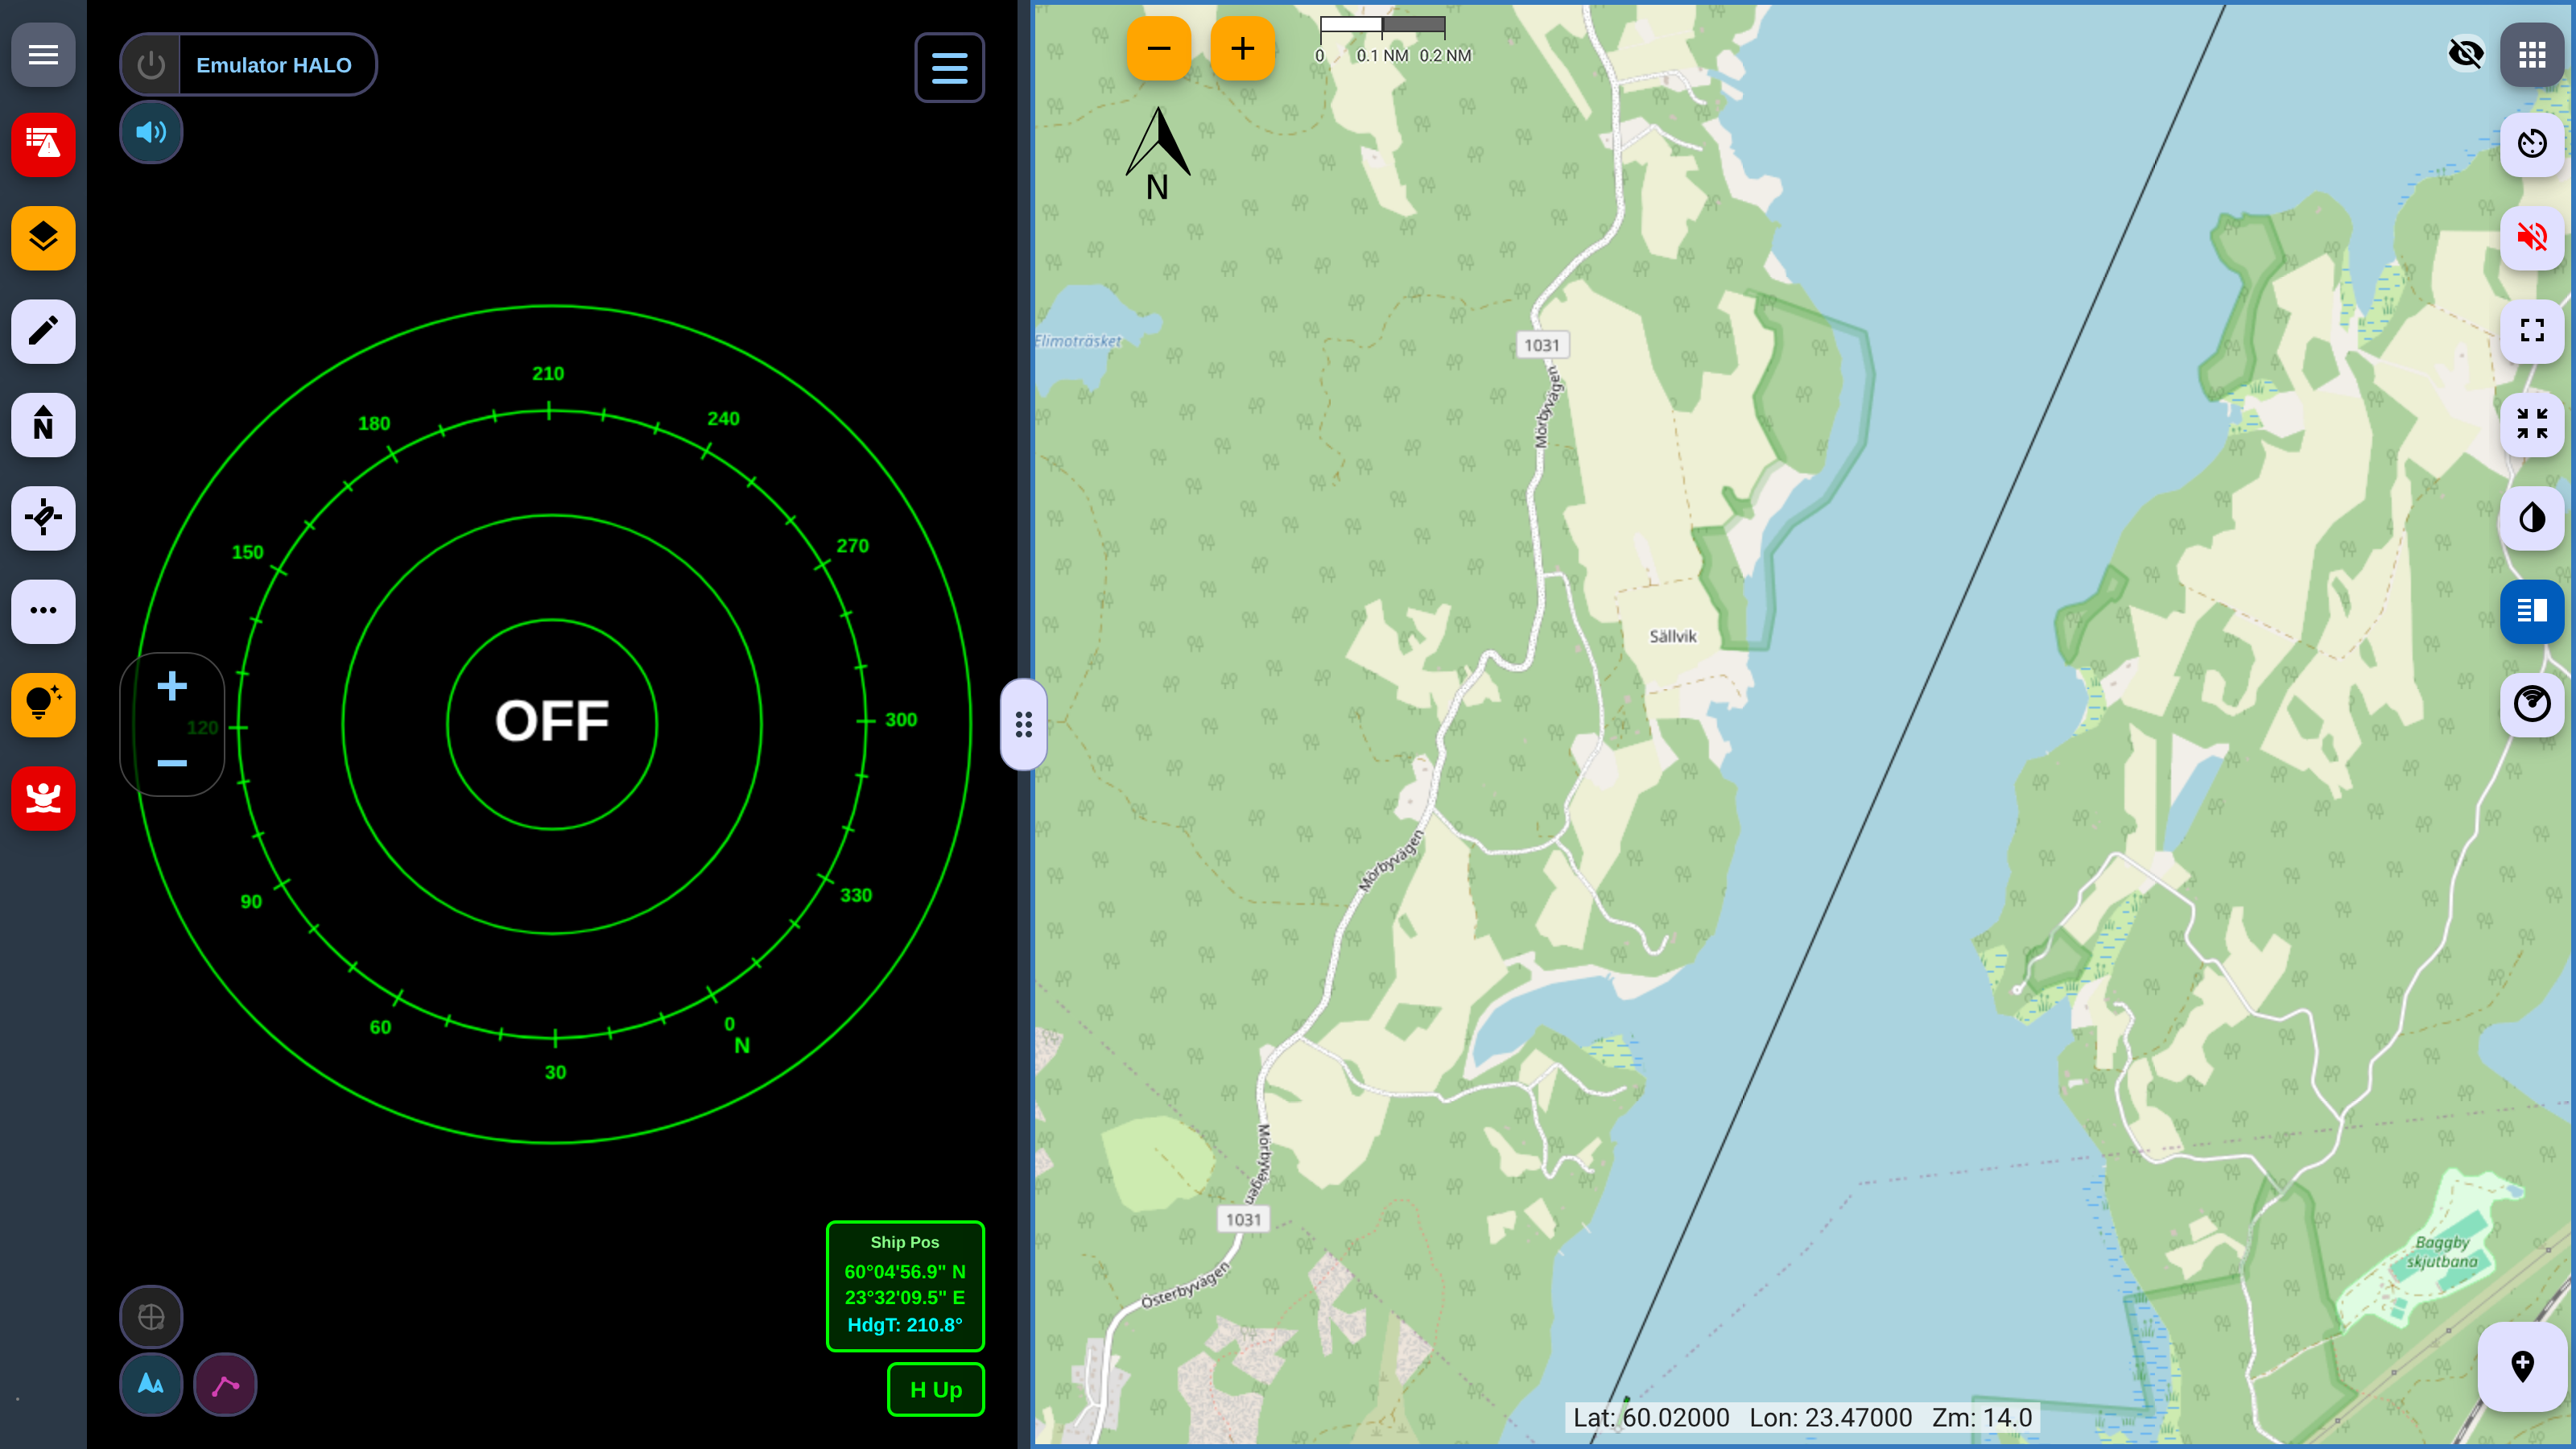 Emulator HALO
210
180
240
150
270
120
300
OFF
90
330
60
0
N
30
Ship Pos
60°04'56.9" N
23°32'09.5" E
HdgT: 210.8°
H Up
N
0
0.1 NM
0.2 NM
N
Elimoträsket
1031
Mörbyvägen
Sällvik
Mörbyvägen
Mörbyvägen
1031
Österbyvägen
Baggby
skjutbana
Lat: 60.02000 Lon: 23.47000 Zm: 14.0